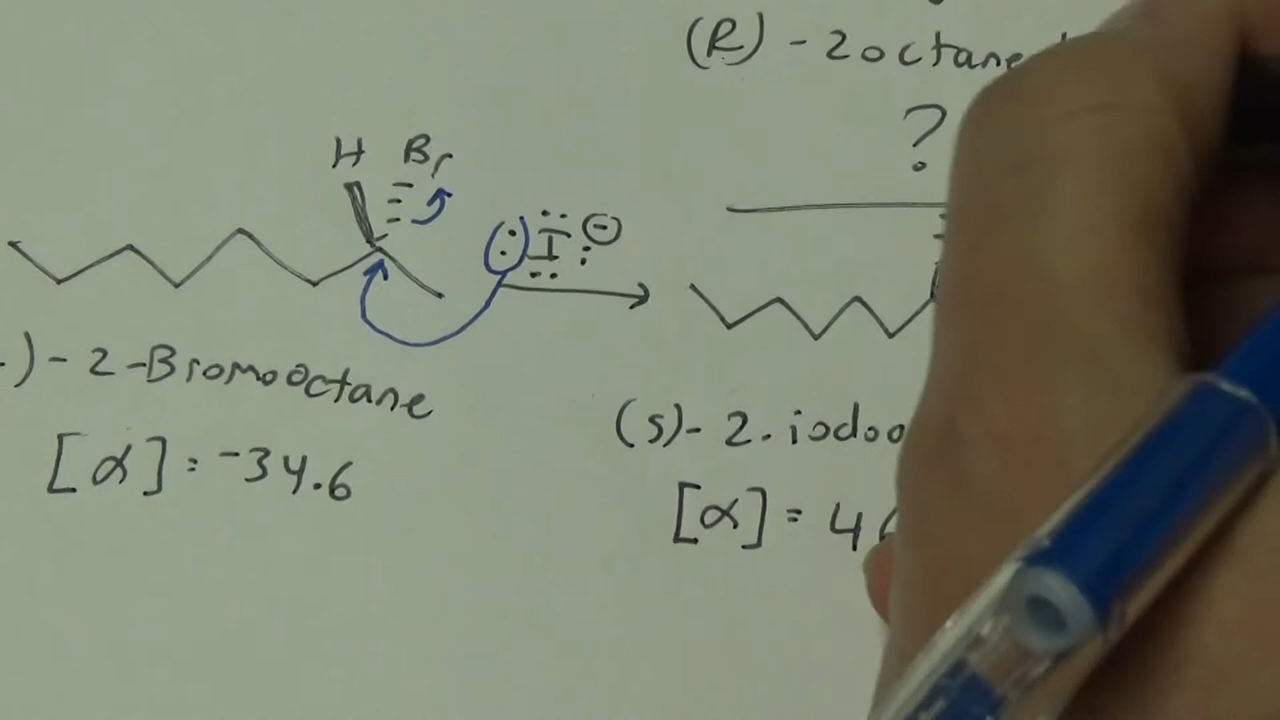 (R) - 2octane
?
H Br
I -
.) - 2 -BromoOctane
[α] = -34.6
(S)- 2. iodoo
[α] = 4